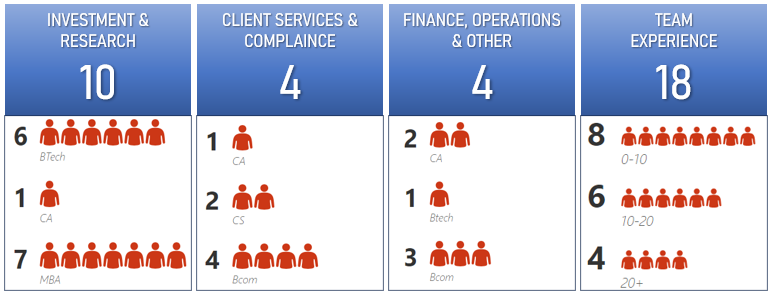 INVESTMENT &
RESEARCH
10
6
BTech
1
CA
7
MBA
CLIENT SERVICES &
COMPLAINCE
4
1
CA
2
CS
4
Bcom
FINANCE, OPERATIONS
& OTHER
4
2
CA
1
Btech
3
Bcom
TEAM
EXPERIENCE
18
8
0-10
6
10-20
4
20+